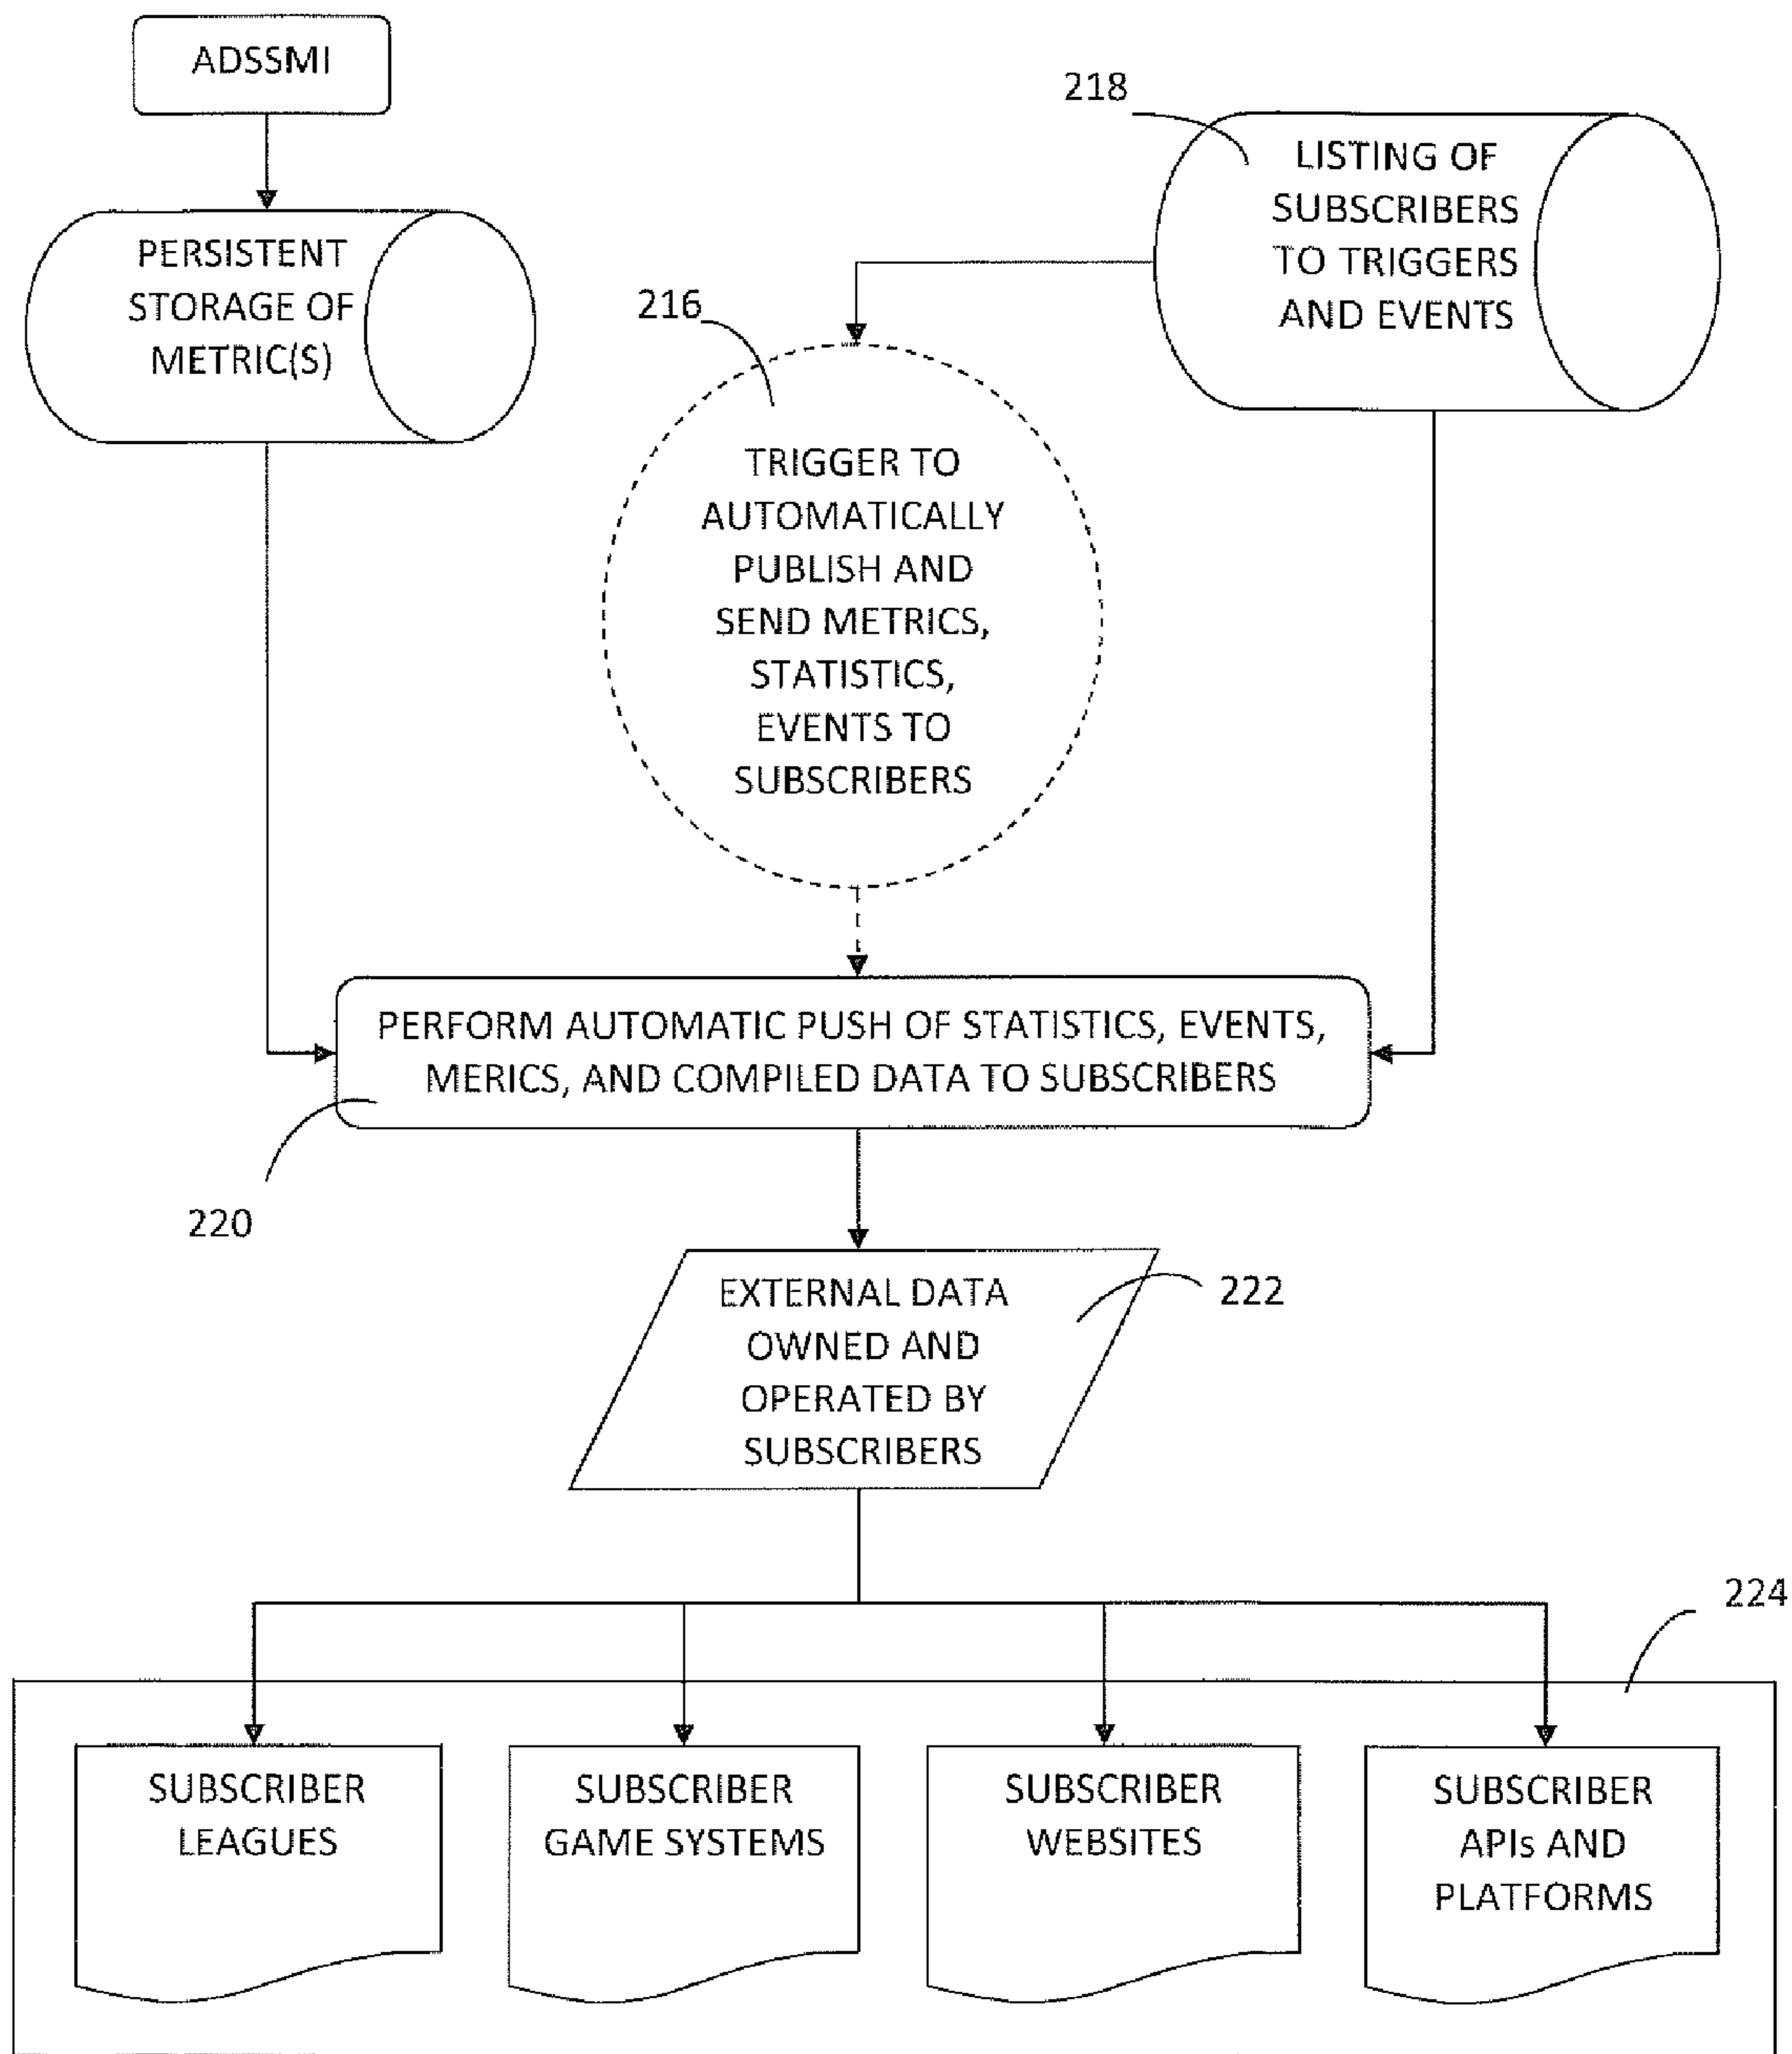 ADSSMI
218
LISTING OF
SUBSCRIBERS
TO TRIGGERS
AND EVENTS
PERSISTENT
STORAGE OF
METRIC(S)
216
TRIGGER TO
AUTOMATICALLY
PUBLISH AND
SEND METRICS,
STATISTICS,
EVENTS TO
SUBSCRIBERS
PERFORM AUTOMATIC PUSH OF STATISTICS, EVENTS,
MERICS, AND COMPILED DATA TO SUBSCRIBERS
220
EXTERNAL DATA
OWNED AND
OPERATED BY
SUBSCRIBERS
222
224
SUBSCRIBER
LEAGUES
SUBSCRIBER
GAME SYSTEMS
SUBSCRIBER
WEBSITES
SUBSCRIBER
APIs AND
PLATFORMS